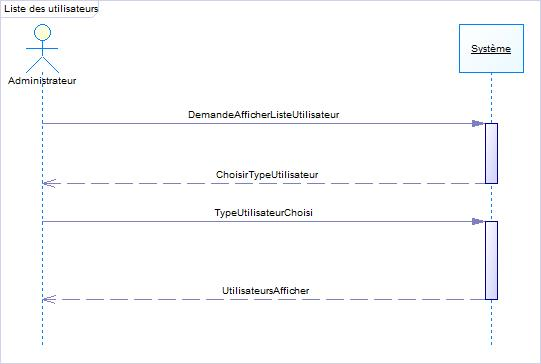 Liste des utilisateurs
Système
Administrateur
DemandeAfficherListeUtilisateur
ChoisirTypeUtilisateur
TypeUtilisateurChoisi
UtilisateursAfficher